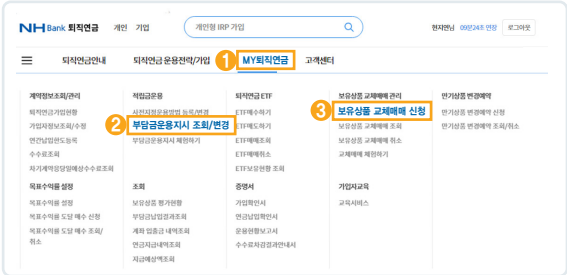 NH Bank 퇴직연금 개인 기업 개인형 IRP 가입 현지맨님 09분24초 연장 로그아웃
퇴직연금안내 퇴직연금 운용전략/가입 1 MY퇴직연금 고객센터
계약정보조회/관리 적립금운용 퇴직연금 ETF 보유상품 교체매매 관리 만기상품 변경예약
퇴직연금가입현황 사전지정운용방법 등록/변경 ETF매수하기 3 보유상품 교체매매 신청 만기상품 변경예약 신청
가입자정보조회/수정 2 부담금운용지시 조회/변경 ETF매도하기 보유상품 교체매매 조회 만기상품 변경예약 조회/취소
연간납입한도등록 부담금운용지시 체험하기 ETF매매조회 보유상품 교체매매 취소
수수료조회 ETF매매취소 교체매매 체험하기
자기계약응당일예상수수료조회 ETF보유현황 조회
목표수익률 설정 조회 증명서 가입자교육
목표수익률 설정 보유상품 평가현황 가입확인서 교육서비스
목표수익률 도달 매수 신청 부담금납입결과조회 연금납입확인서
목표수익률 도달 매수 조회/취소 계좌 입출금 내역조회 운용현황보고서
연금지급내역조회 수수료차감결과안내서
지급예상액조회